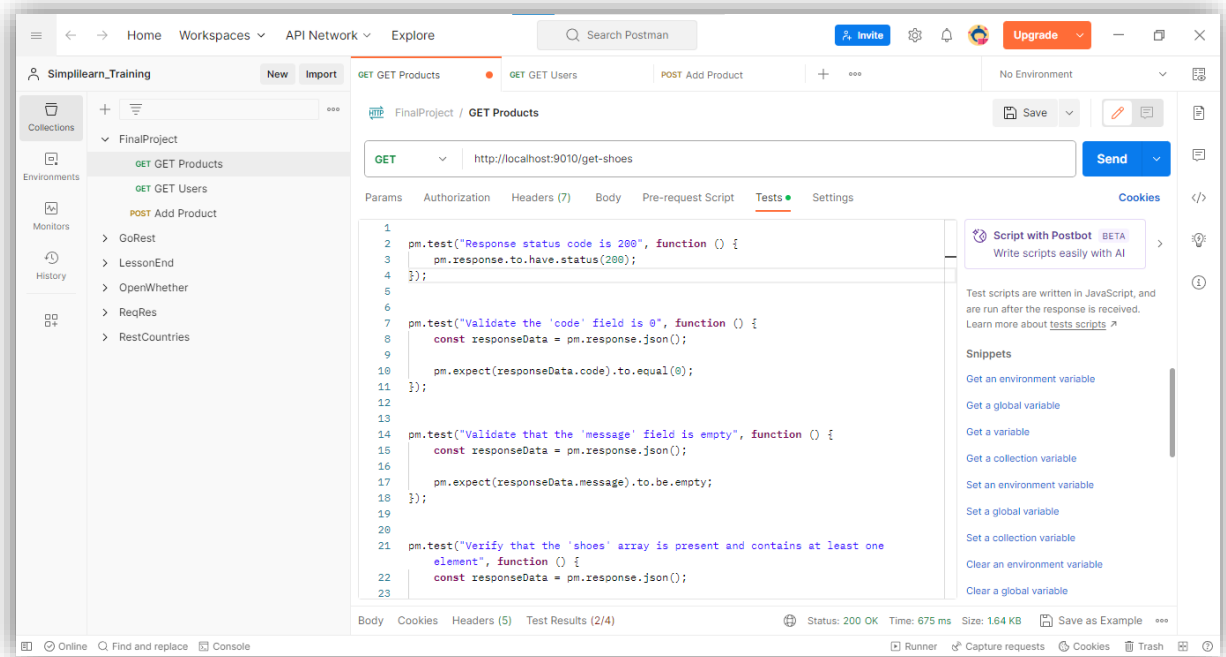 Home Workspaces API Network Explore Search Postman Invite Upgrade
Simplilearn_Training New Import GET GET Products GET GET Users POST Add Product No Environment
Collections
Environments
Monitors
History
FinalProject
GET GET Products
GET GET Users
POST Add Product
GoRest
LessonEnd
OpenWhether
ReqRes
RestCountries
HTTP FinalProject / GET Products Save
GET http://localhost:9010/get-shoes Send
Params Authorization Headers (7) Body Pre-request Script Tests Settings Cookies
1
2 pm.test("Response status code is 200", function () {
3 pm.response.to.have.status(200);
4 });
5
6
7 pm.test("Validate the 'code' field is 0", function () {
8 const responseData = pm.response.json();
9
10 pm.expect(responseData.code).to.equal(0);
11 });
12
13
14 pm.test("Validate that the 'message' field is empty", function () {
15 const responseData = pm.response.json();
16
17 pm.expect(responseData.message).to.be.empty;
18 });
19
20
21 pm.test("Verify that the 'shoes' array is present and contains at least one
element", function () {
22 const responseData = pm.response.json();
23
Script with Postbot BETA
Write scripts easily with AI
Test scripts are written in JavaScript, and
are run after the response is received.
Learn more about tests scripts
Snippets
Get an environment variable
Get a global variable
Get a variable
Get a collection variable
Set an environment variable
Set a global variable
Set a collection variable
Clear an environment variable
Clear a global variable
Body Cookies Headers (5) Test Results (2/4) Status: 200 OK Time: 675 ms Size: 1.64 KB Save as Example
Online Find and replace Console Runner Capture requests Cookies Trash